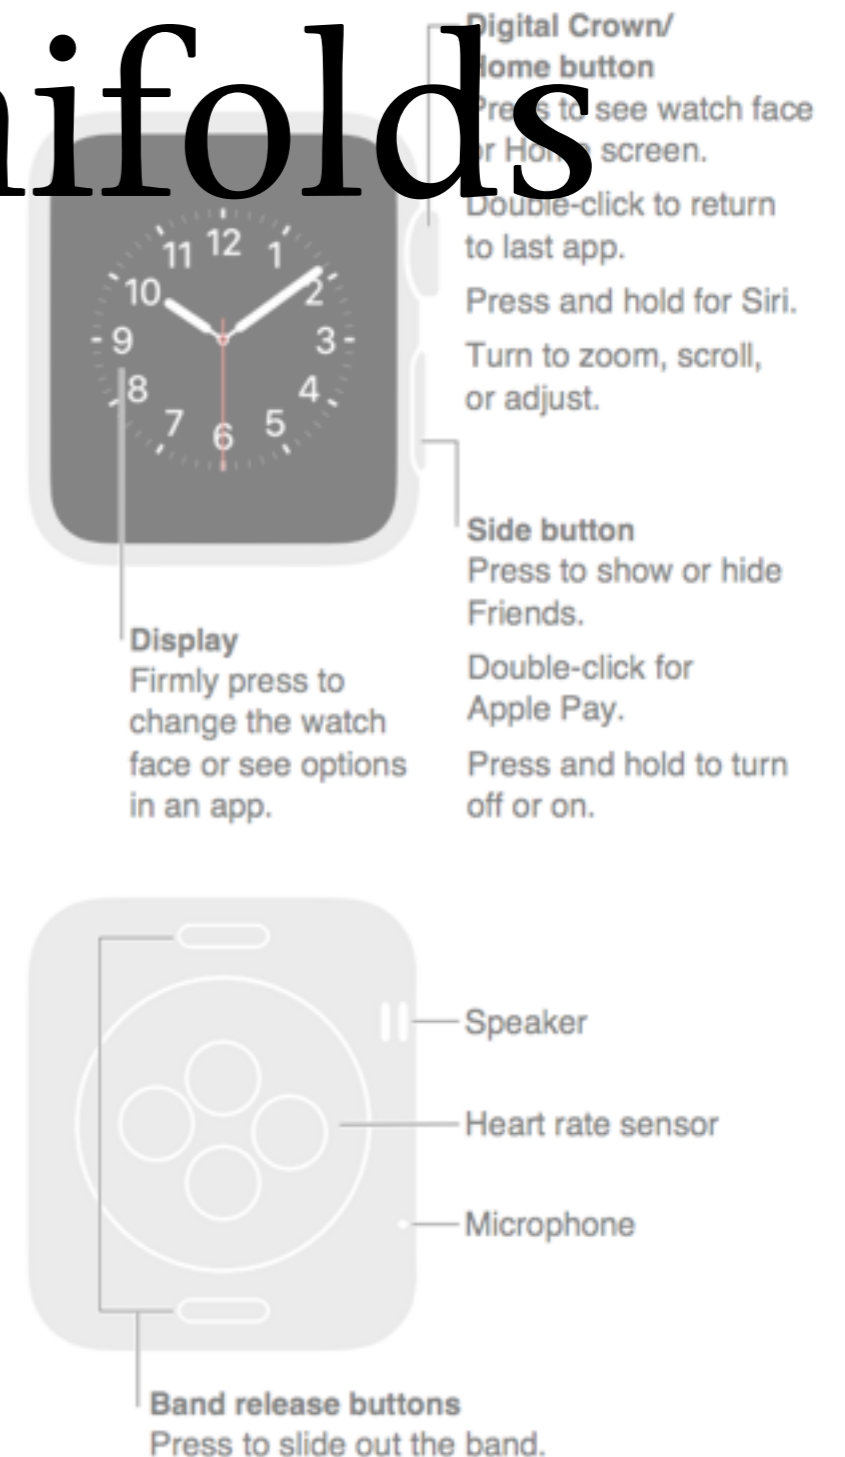 nifolds
Digital Crown/
Home button
Press to see watch face
or Home screen.
Double-click to return
to last app.
Press and hold for Siri.
Turn to zoom, scroll,
or adjust.
11 12 1
10 2
9 3
8 4
7 6 5
Side button
Press to show or hide
Friends.
Double-click for
Apple Pay.
Press and hold to turn
off or on.
Display
Firmly press to
change the watch
face or see options
in an app.
Speaker
Heart rate sensor
Microphone
Band release buttons
Press to slide out the band.